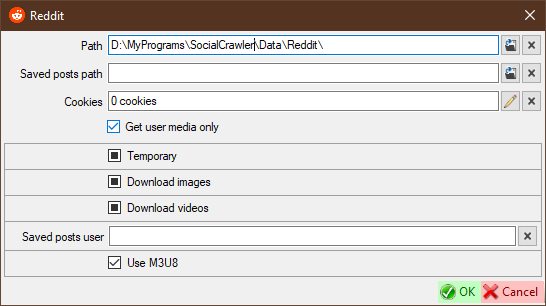 Reddit
Path D:\MyPrograms\SocialCrawler\Data\Reddit\
Saved posts path
Cookies 0 cookies
Get user media only
Temporary
Download images
Download videos
Saved posts user
Use M3U8
OK Cancel